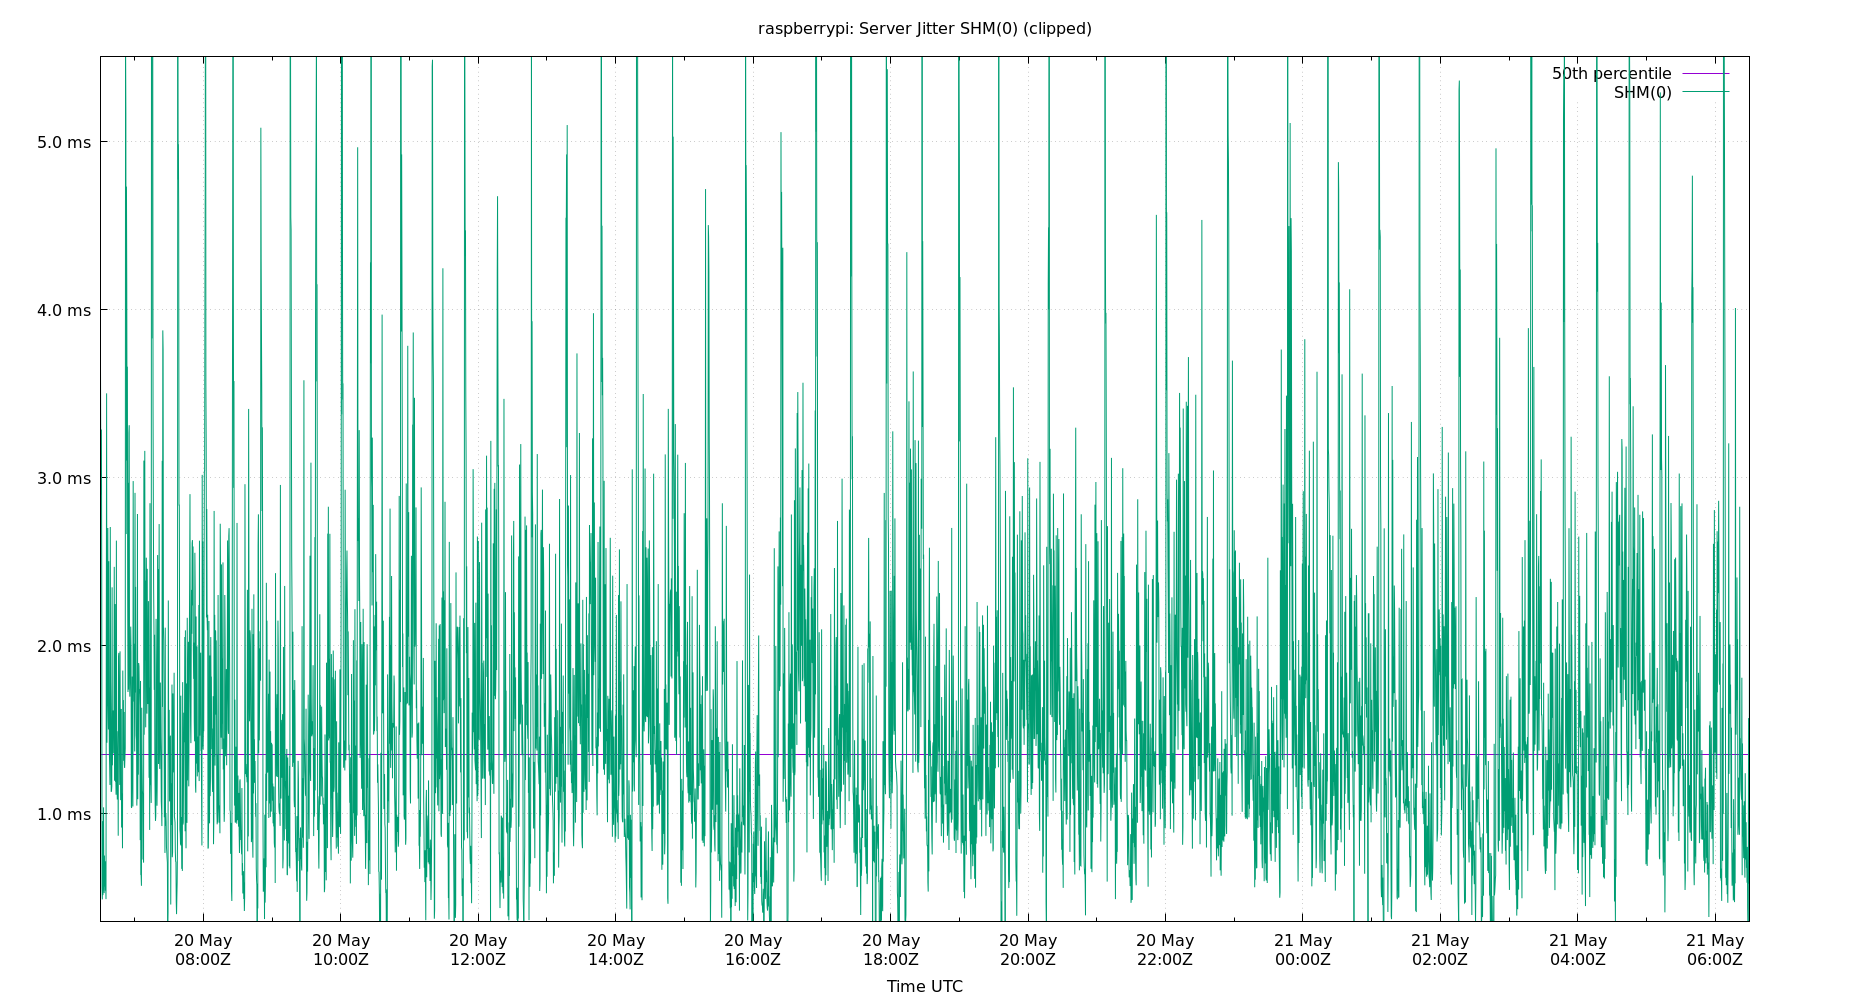 raspberrypi: Server Jitter SHM(0) (clipped)
50th percentile
SHM(0)
5.0 ms
4.0 ms
3.0 ms
2.0 ms
1.0 ms
20 May 20 May 20 May 20 May 20 May 20 May 20 May 20 May 21 May 21 May 21 May 21 May
08:00Z 10:00Z 12:00Z 14:00Z 16:00Z 18:00Z 20:00Z 22:00Z 00:00Z 02:00Z 04:00Z 06:00Z
Time UTC